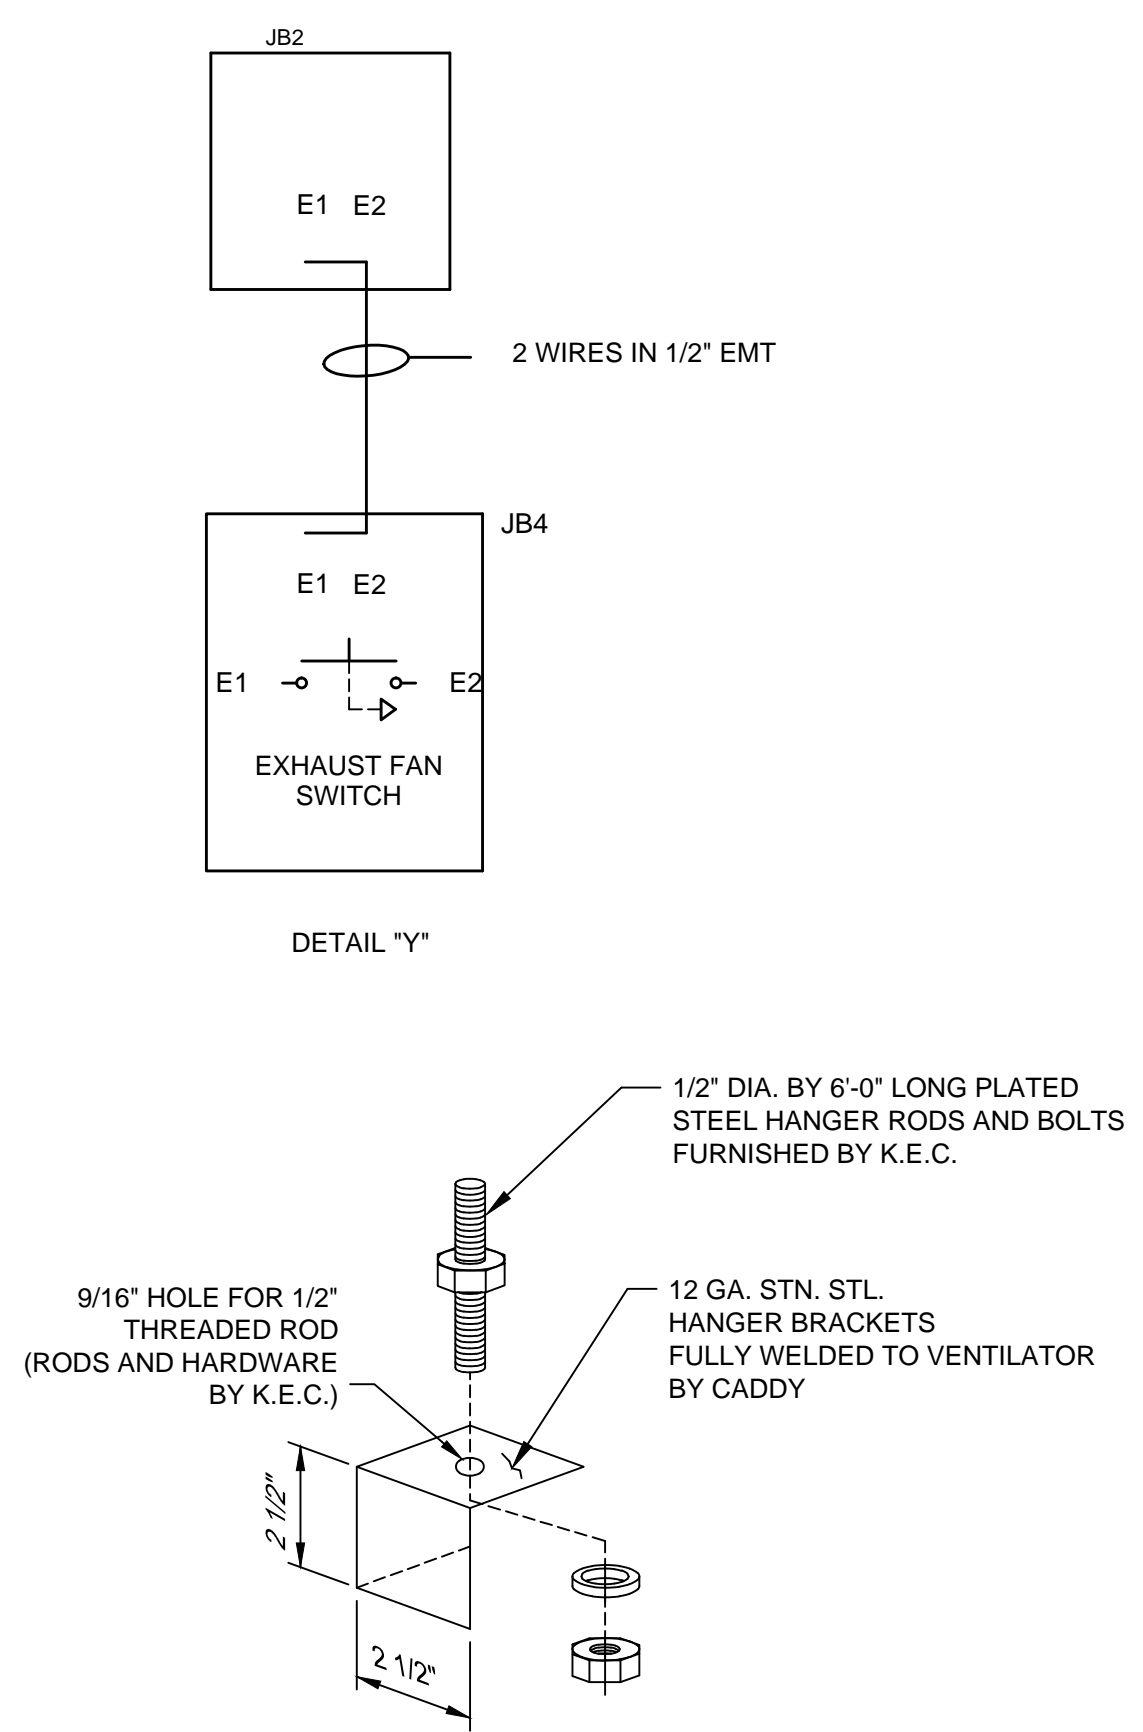 JB2
E1 E2
2 WIRES IN 1/2" EMT
JB4
E1 E2
E1 E2
EXHAUST FAN
SWITCH
DETAIL "Y"
1/2" DIA. BY 6'-0" LONG PLATED
STEEL HANGER RODS AND BOLTS
FURNISHED BY K.E.C.
9/16" HOLE FOR 1/2"
THREADED ROD
(RODS AND HARDWARE
BY K.E.C.)
12 GA. STN. STL.
HANGER BRACKETS
FULLY WELDED TO VENTILATOR
BY CADDY
2 1/2"
2 1/2"